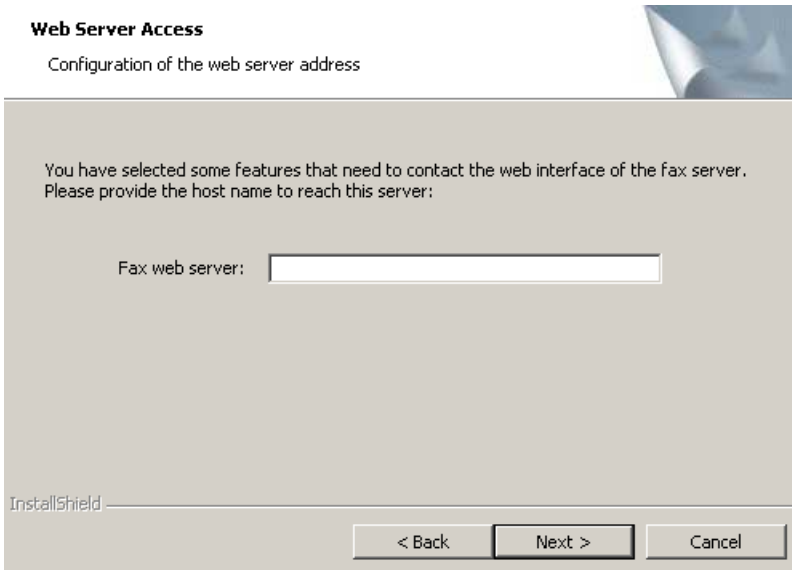 Web Server Access
Configuration of the web server address
You have selected some features that need to contact the web interface of the fax server.
Please provide the host name to reach this server:
Fax web server:
InstallShield
< Back
Next >
Cancel